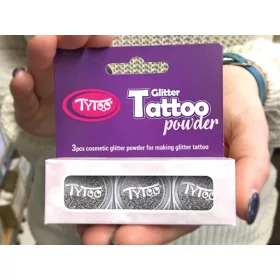 TyToo
Glitter
Tattoo
powder
3pcs cosmetic glitter powder for making glitter tattoo
TyToo TyToo TyToo